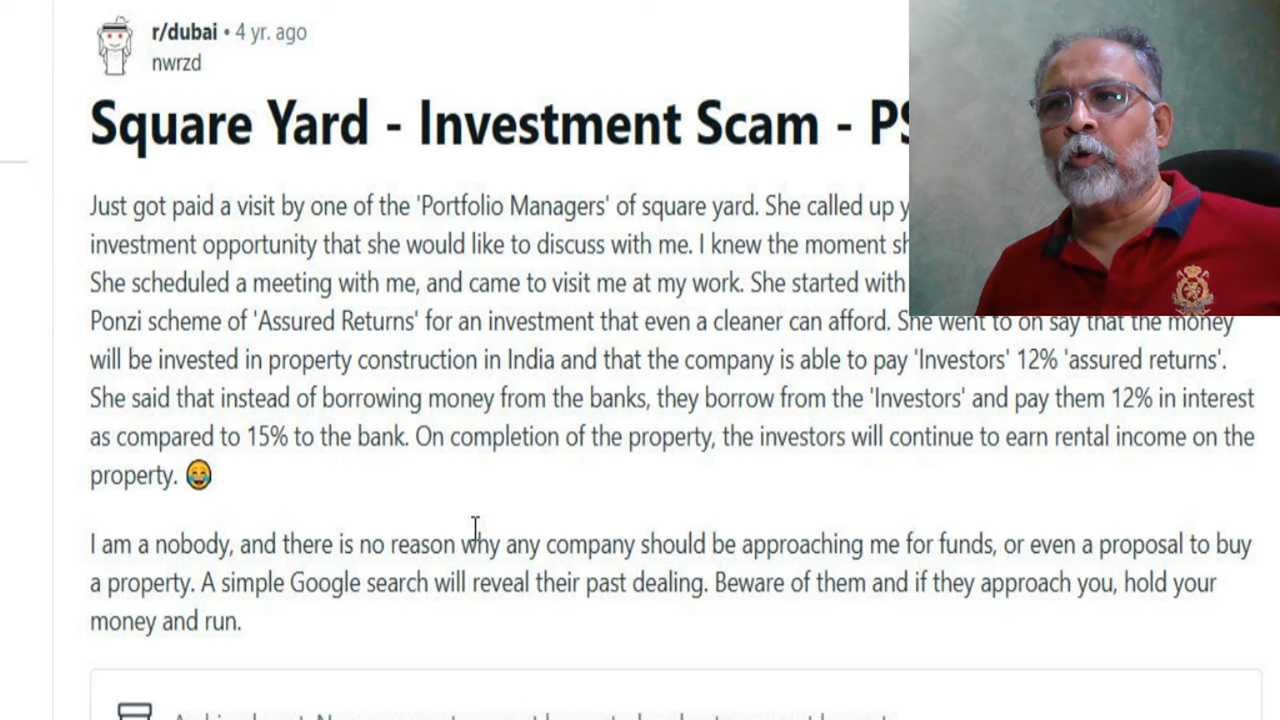 r/dubai • 4 yr. ago
nwrzd
Square Yard - Investment Scam -
Just got paid a visit by one of the 'Portfolio Managers' of square yard. She called up
investment opportunity that she would like to discuss with me. I knew the moment
She scheduled a meeting with me, and came to visit me at my work. She started with
Ponzi scheme of 'Assured Returns' for an investment that even a cleaner can afford. She went to on say that the money
will be invested in property construction in India and that the company is able to pay 'Investors' 12% 'assured returns'.
She said that instead of borrowing money from the banks, they borrow from the 'Investors' and pay them 12% in interest
as compared to 15% to the bank. On completion of the property, the investors will continue to earn rental income on the
property. 😂
I am a nobody, and there is no reason why any company should be approaching me for funds, or even a proposal to buy
a property. A simple Google search will reveal their past dealing. Beware of them and if they approach you, hold your
money and run.